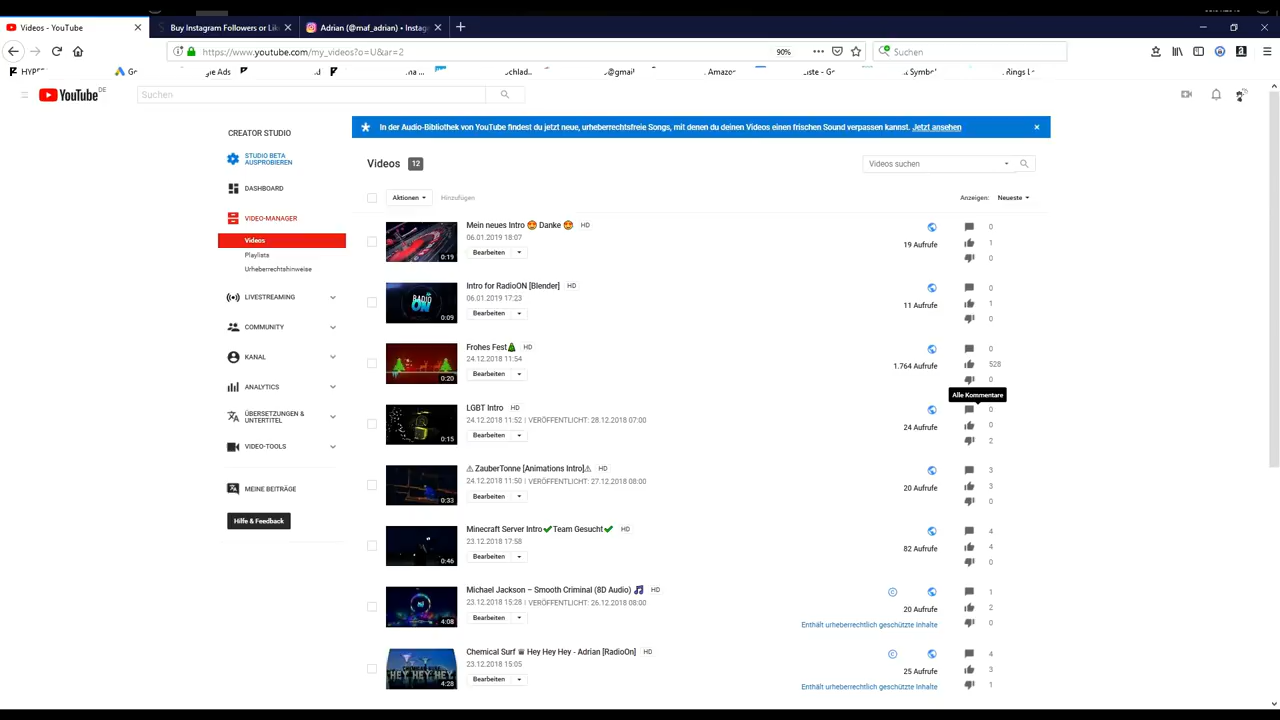 Videos - YouTube
Buy Instagram Followers or Lik
Adrian (@maf_adrian) • Instag
https://www.youtube.com/my_videos?o=U&ar=2
90%
Suchen
YouTube DE
Suchen
CREATOR STUDIO
STUDIO BETA
AUSPROBIEREN
DASHBOARD
VIDEO-MANAGER
Videos
Playlists
Urheberrechtshinweise
LIVESTREAMING
COMMUNITY
KANAL
ANALYTICS
ÜBERSETZUNGEN &
UNTERTITEL
VIDEO-TOOLS
MEINE BEITRÄGE
Hilfe & Feedback
In der Audio-Bibliothek von YouTube findest du jetzt neue, urheberrechtsfreie Songs, mit denen du deinen Videos einen frischen Sound verpassen kannst. Jetzt ansehen
Videos 12
Videos suchen
Aktionen Hinzufügen
Anzeigen: Neueste
0:19
Mein neues Intro 🤩 Danke 🤩 HD
06.01.2019 18:07
Bearbeiten
19 Aufrufe
0
1
0
RADIO
ON
0:09
Intro for RadioON [Blender] HD
06.01.2019 17:23
Bearbeiten
11 Aufrufe
0
1
0
0:20
Frohes Fest🎄 HD
24.12.2018 11:54
Bearbeiten
1.764 Aufrufe
0
528
0
Alle Kommentare
0:15
LGBT Intro HD
24.12.2018 11:52 | VERÖFFENTLICHT: 28.12.2018 07:00
Bearbeiten
24 Aufrufe
0
0
2
0:33
⚠ ZauberTonne [Animations Intro]⚠ HD
24.12.2018 11:50 | VERÖFFENTLICHT: 27.12.2018 08:00
Bearbeiten
20 Aufrufe
3
3
0
0:46
Minecraft Server Intro✔Team Gesucht✔ HD
23.12.2018 17:58
Bearbeiten
82 Aufrufe
4
4
0
4:08
Michael Jackson – Smooth Criminal (8D Audio) 🎵 HD
23.12.2018 15:28 | VERÖFFENTLICHT: 26.12.2018 08:00
Bearbeiten
20 Aufrufe
Enthält urheberrechtlich geschützte Inhalte
1
2
0
HEY HEY HEY
4:28
Chemical Surf ♛ Hey Hey Hey - Adrian [RadioOn] HD
23.12.2018 15:05
Bearbeiten
25 Aufrufe
Enthält urheberrechtlich geschützte Inhalte
4
3
1